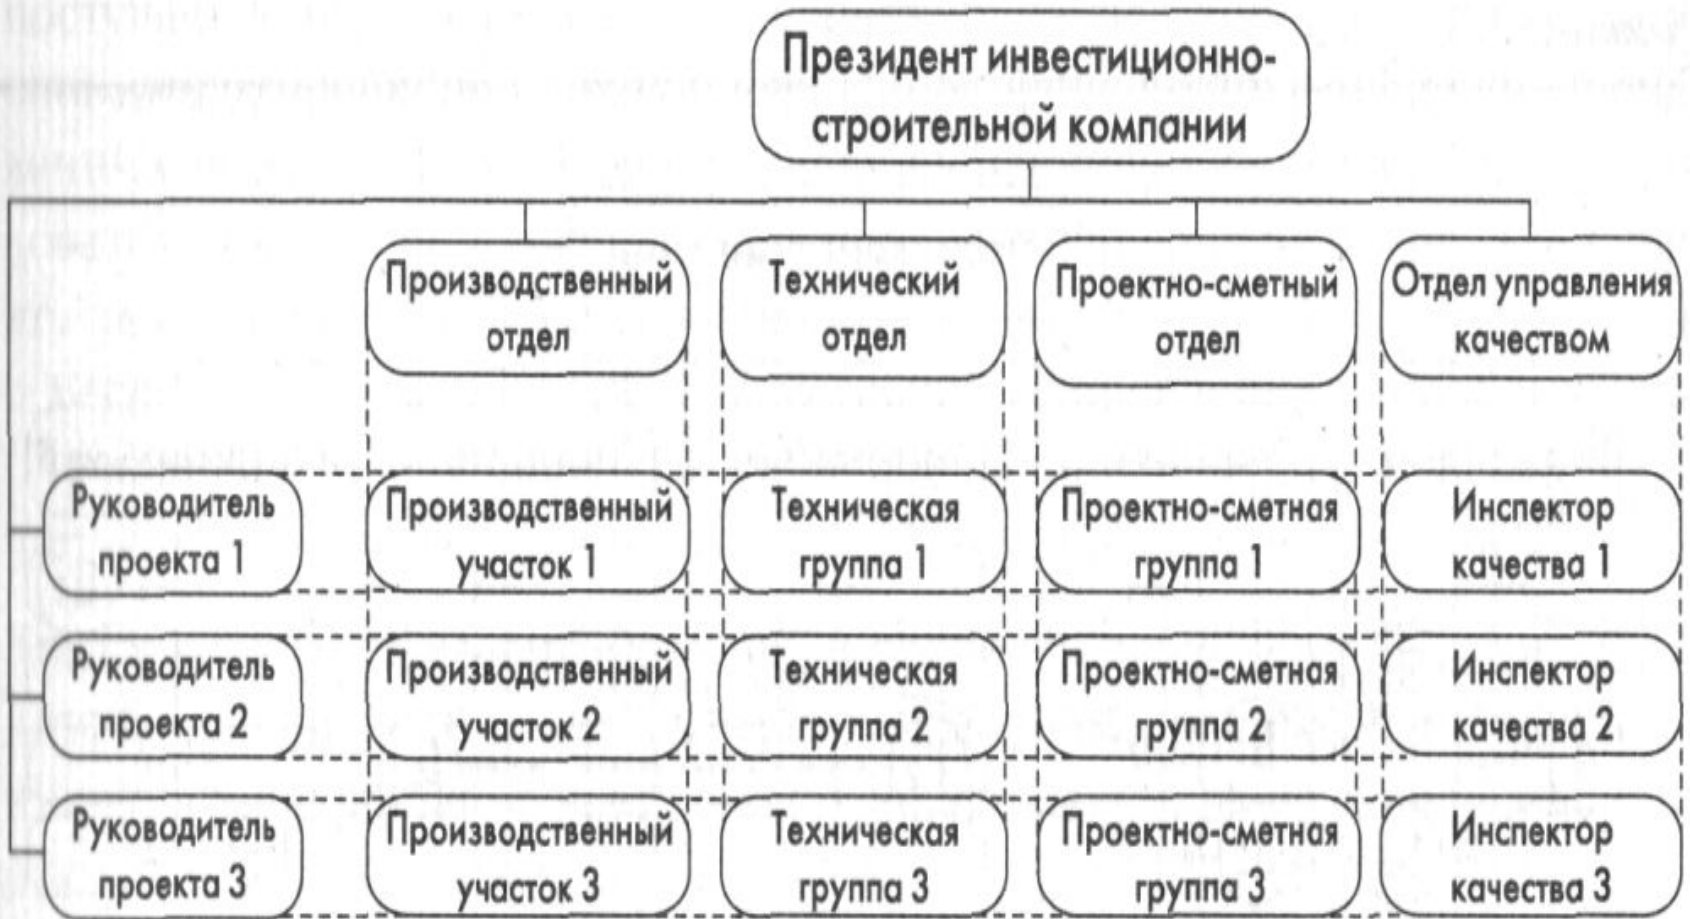 Президент инвестиционно-
строительной компании
Производственный
отдел
Технический
отдел
Проектно-сметный
отдел
Отдел управления
качеством
Руководитель
проекта 1
Производственный
участок 1
Техническая
группа 1
Проектно-сметная
группа 1
Инспектор
качества 1
Руководитель
проекта 2
Производственный
участок 2
Техническая
группа 2
Проектно-сметная
группа 2
Инспектор
качества 2
Руководитель
проекта 3
Производственный
участок 3
Техническая
группа 3
Проектно-сметная
группа 3
Инспектор
качества 3